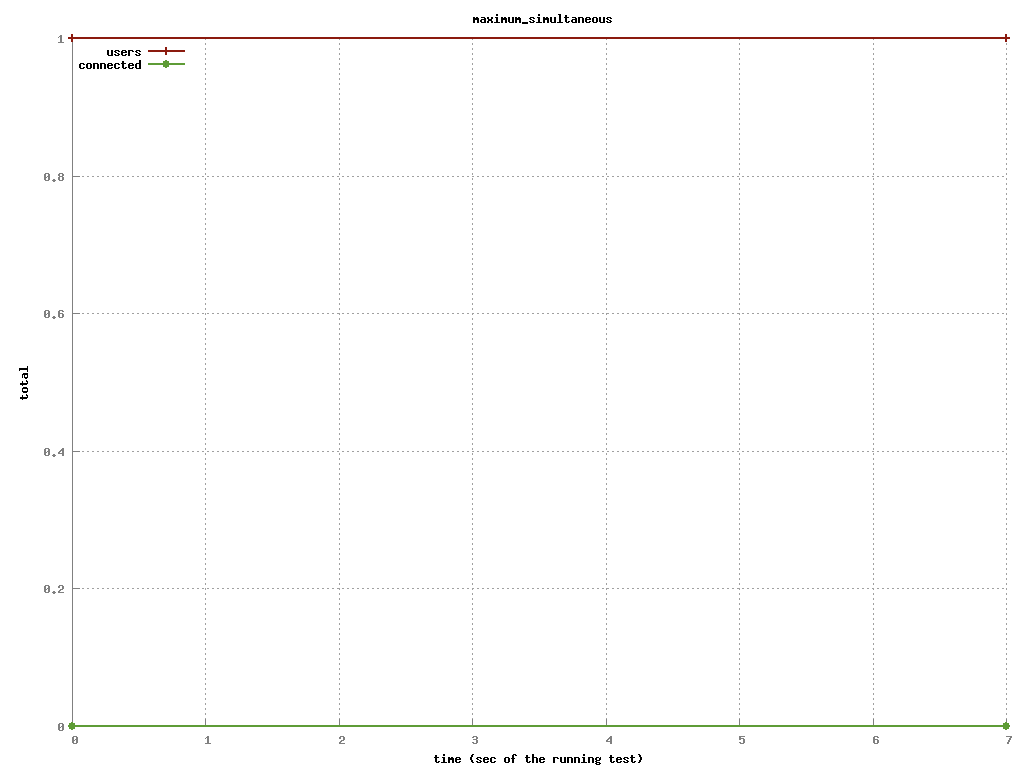 maximum_simultaneous
1
users
connected
0.8
0.6
total
0.4
0.2
0
0 1 2 3 4 5 6 7
time (sec of the running test)